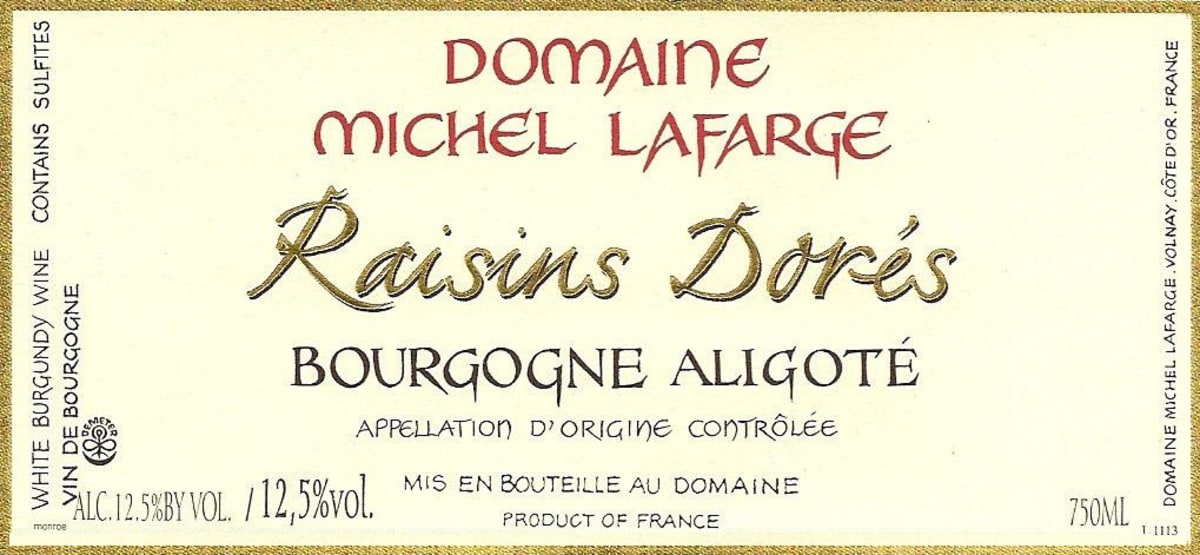 DOMAINE
MICHEL LAFARGE
Raisins Dorés
BOURGOGNE ALIGOTÉ
APPELLATION D'ORIGINE CONTRÔLÉE
MIS EN BOUTEILLE AU DOMAINE
PRODUCT OF FRANCE
ALC.12.5%BY VOL. / 12,5%vol.
750ML
WHITE BURGUNDY WINE CONTAINS SULFITES
VIN DE BOURGOGNE
DEMETER
monroe
DOMAINE MICHEL LAFARGE . VOLNAY . CÔTE D'OR . FRANCE
L.1113